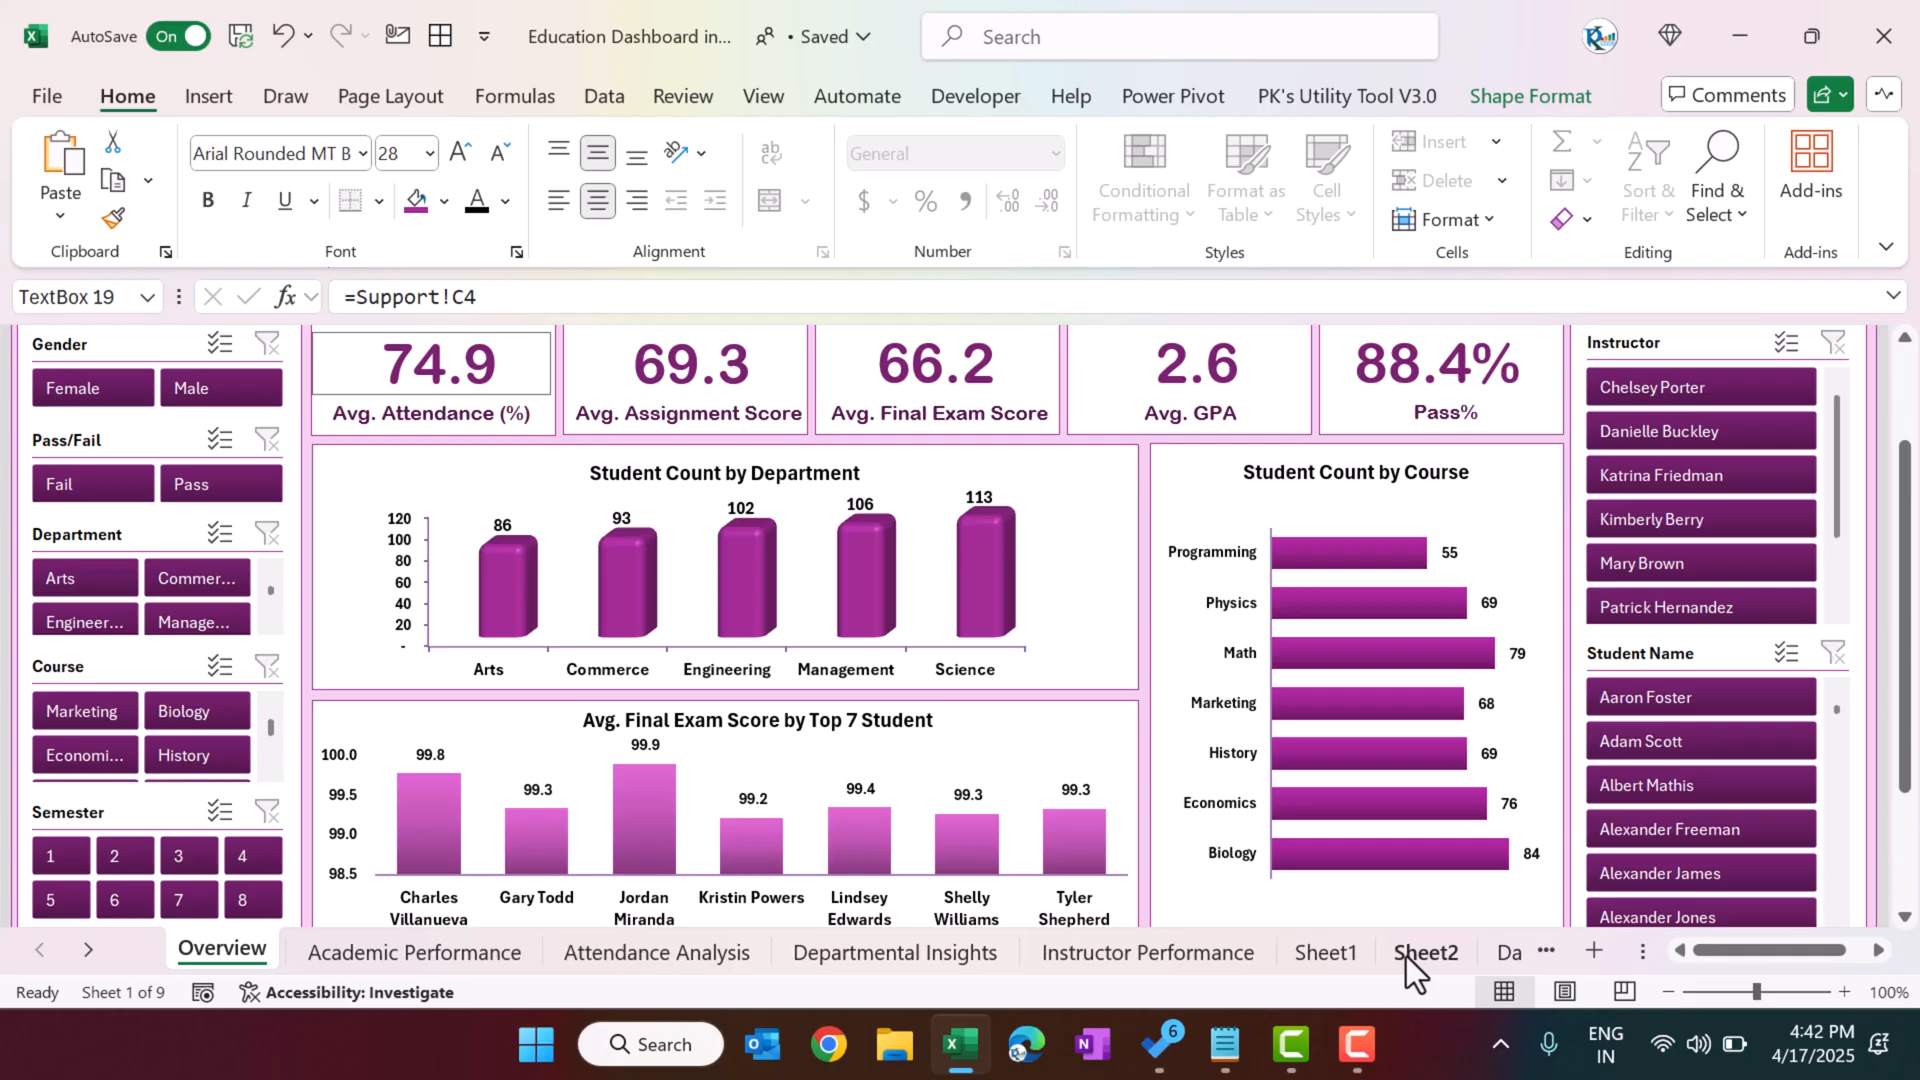 AutoSave On Education Dashboard in... • Saved Search
File Home Insert Draw Page Layout Formulas Data Review View Automate Developer Help Power Pivot PK's Utility Tool V3.0 Shape Format Comments
Paste
Clipboard
Arial Rounded MT B 28
B I U A
Font
ab
Alignment
General
$ % ,
Number
Conditional Formatting
Format as Table
Cell Styles
Styles
Insert
Delete
Format
Cells
Sort & Filter
Find & Select
Editing
Add-ins
Add-ins
TextBox 19 fx =Support!C4
Gender
Female Male
Pass/Fail
Fail Pass
Department
Arts Commer...
Engineer... Manage...
Course
Marketing Biology
Economi... History
Semester
1 2 3 4
5 6 7 8
74.9
Avg. Attendance (%)
69.3
Avg. Assignment Score
66.2
Avg. Final Exam Score
2.6
Avg. GPA
88.4%
Pass%
Student Count by Department
120
100
80
60
40
20
-
86 93 102 106 113
Arts Commerce Engineering Management Science
Avg. Final Exam Score by Top 7 Student
100.0
99.5
99.0
98.5
99.8 99.3 99.9 99.2 99.4 99.3 99.3
Charles Villanueva
Gary Todd
Jordan Miranda
Kristin Powers
Lindsey Edwards
Shelly Williams
Tyler Shepherd
Student Count by Course
Programming 55
Physics 69
Math 79
Marketing 68
History 69
Economics 76
Biology 84
Instructor
Chelsey Porter
Danielle Buckley
Katrina Friedman
Kimberly Berry
Mary Brown
Patrick Hernandez
Student Name
Aaron Foster
Adam Scott
Albert Mathis
Alexander Freeman
Alexander James
Alexander Jones
Overview Academic Performance Attendance Analysis Departmental Insights Instructor Performance Sheet1 Sheet2 Da ...
Ready Sheet 1 of 9 Accessibility: Investigate 100%
Search 6 ENG IN 4:42 PM 4/17/2025